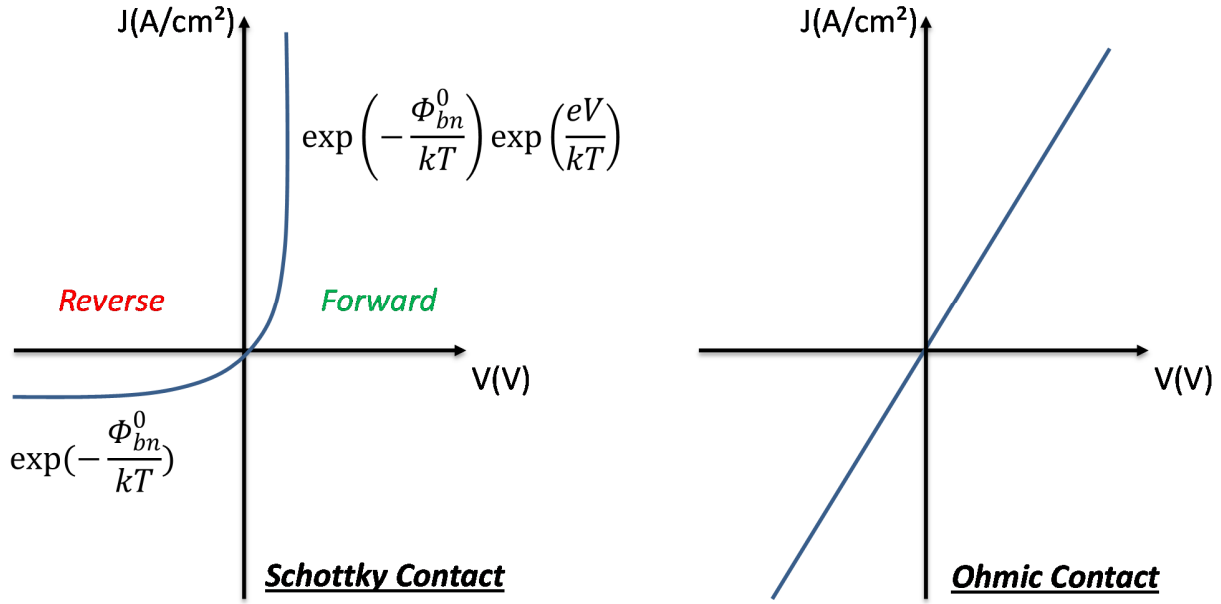 J(A/cm²)
exp(−Φ⁰bn/kT) exp(eV/kT)
Reverse
Forward
V(V)
exp(−Φ⁰bn/kT)
Schottky Contact
J(A/cm²)
V(V)
Ohmic Contact